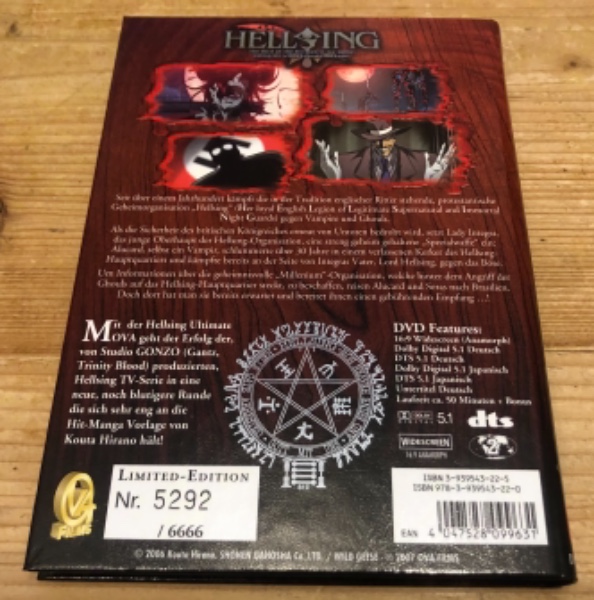 HELLSING
Seit über einem Jahrhundert kämpft die in der Tradition englischer Ritter stehende, protestantische
Geheimorganisation „Hellsing" (Her Royal English Legion of Legitimate Supernatural and Immortal
Night Guards) gegen Vampire und Ghouls.
Als die Sicherheit des britischen Königreiches erneut von Untoten bedroht wird, setzt Lady Integra,
das junge Oberhaupt der Hellsing-Organisation, eine streng geheim gehaltene „Spezialwaffe" ein:
Alucard, selbst ein Vampir, schlummerte über 30 Jahre in einem verlassenen Keller des Hellsing-
Hauptquartiers und kämpfte bereits an der Seite von Integras Vater, Lord Hellsing, gegen das Böse.
Um Informationen über die geheimnisvolle „Millenium"-Organisation, welche hinter dem Angriff der
Ghouls auf das Hellsing-Hauptquartier steckt, zu beschaffen, reisen Alucard und Seras nach Brasilien.
Doch dort hat man sie bereits erwartet und bereitet ihnen einen gebührenden Empfang ...!
Mit der Hellsing Ultimate
OVA geht der Erfolg der,
von Studio GONZO (Gantz,
Trinity Blood) produzierten,
Hellsing TV-Serie in eine
neue, noch blutigere Runde
die sich sehr eng an die
Hit-Manga Vorlage von
Kouta Hirano hält!
DVD Features:
16:9 Widescreen (Anamorph)
Dolby Digital 5.1 Deutsch
DTS 5.1 Deutsch
Dolby Digital 5.1 Japanisch
DTS 5.1 Japanisch
Untertitel Deutsch
Laufzeit ca. 50 Minuten + Bonus
5.1 dts
WIDESCREEN
16:9 ANAMORPH
LIMITED-EDITION
Nr. 5292
/ 6666
ISBN 3-939543-22-5
ISBN 978-3-939543-22-0
EAN 4 047528 099631
© 2006 Kouta Hirano, SHONEN GAHOSHA Co. LTD. / WILD GEESE · © 2007 OVA FILMS